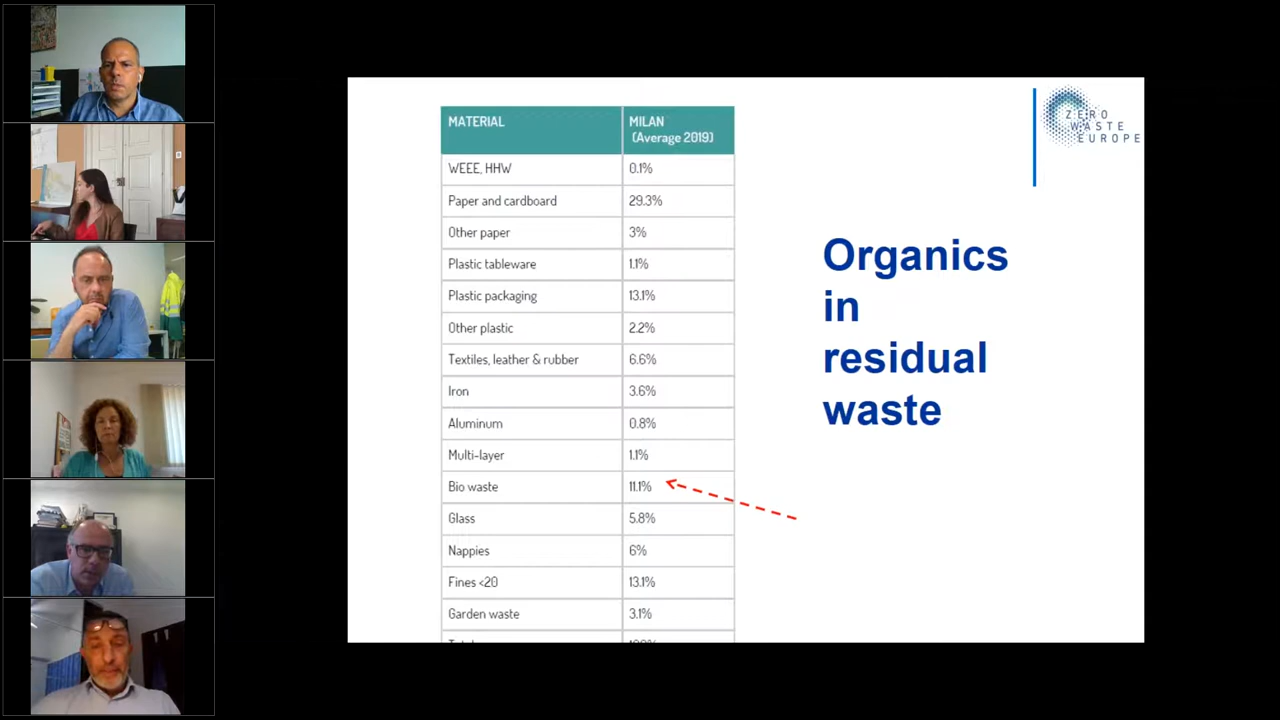 MATERIAL MILAN
(Average 2019)
WEEE, HHW 0.1%
Paper and cardboard 29.3%
Other paper 3%
Plastic tableware 1.1%
Plastic packaging 13.1%
Other plastic 2.2%
Textiles, leather & rubber 6.6%
Iron 3.6%
Aluminum 0.8%
Multi-layer 1.1%
Bio waste 11.1%
Glass 5.8%
Nappies 6%
Fines <20 13.1%
Garden waste 3.1%
ZERO
WASTE
EUROPE
Organics
in
residual
waste